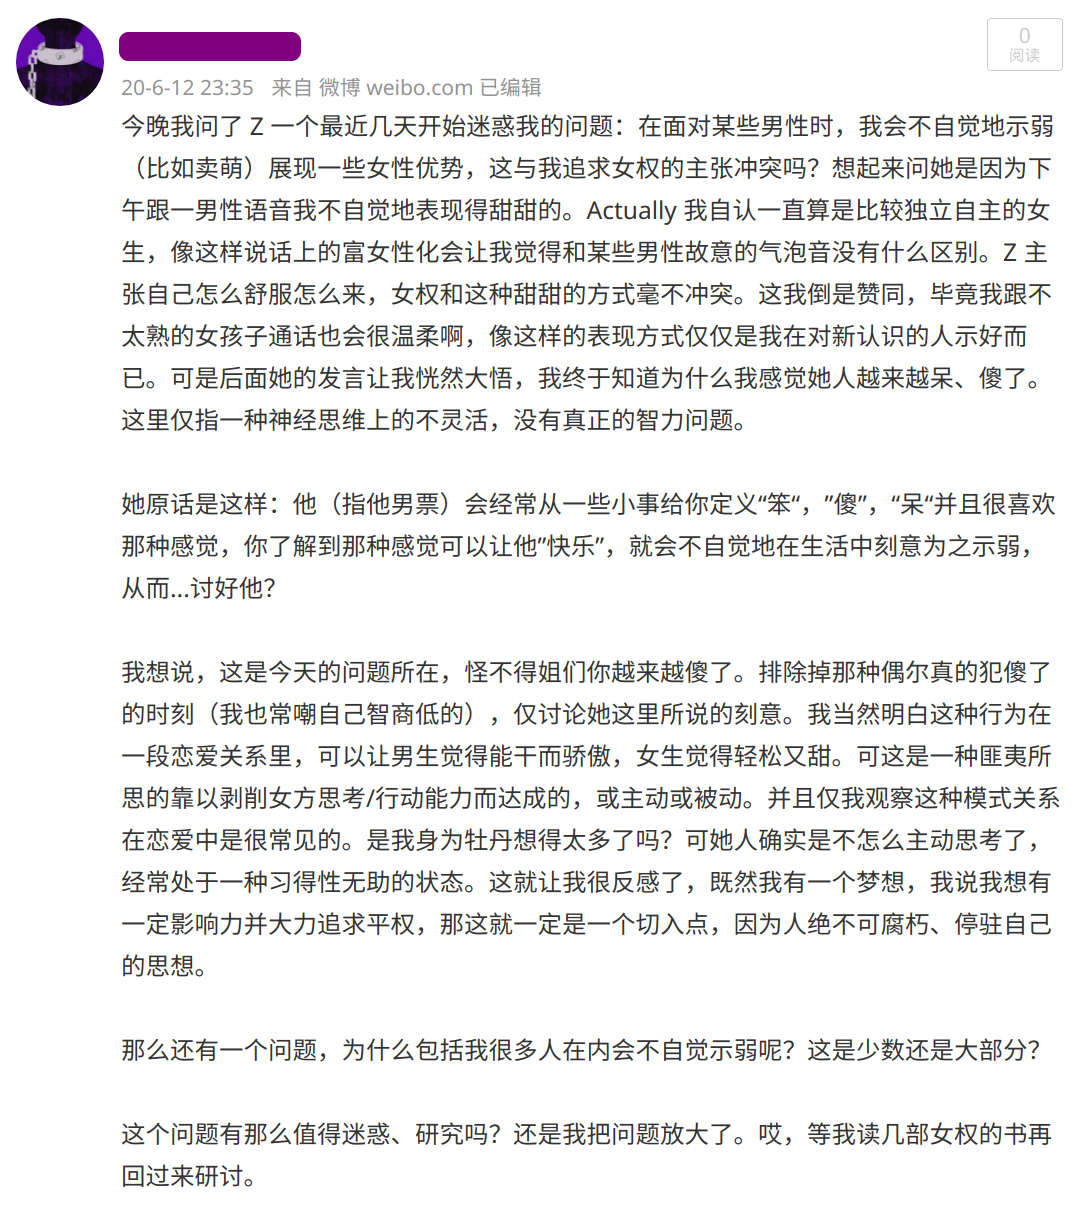 0
阅读
20-6-12 23:35 来自 微博 weibo.com 已编辑
今晚我问了 Z 一个最近几天开始迷惑我的问题：在面对某些男性时，我会不自觉地示弱
（比如卖萌）展现一些女性优势，这与我追求女权的主张冲突吗？想起来问她是因为下
午跟一男性语音我不自觉地表现得甜甜的。Actually 我自认一直算是比较独立自主的女
生，像这样说话上的富女性化会让我觉得和某些男性故意的气泡音没有什么区别。Z 主
张自己怎么舒服怎么来，女权和这种甜甜的方式毫不冲突。这我倒是赞同，毕竟我跟不
太熟的女孩子通话也会很温柔啊，像这样的表现方式仅仅是我在对新认识的人示好而
已。可是后面她的发言让我恍然大悟，我终于知道为什么我感觉她人越来越呆、傻了。
这里仅指一种神经思维上的不灵活，没有真正的智力问题。
她原话是这样：他（指他男票）会经常从一些小事给你定义“笨“，”傻”，“呆“并且很喜欢
那种感觉，你了解到那种感觉可以让他”快乐”，就会不自觉地在生活中刻意为之示弱，
从而...讨好他？
我想说，这是今天的问题所在，怪不得姐们你越来越傻了。排除掉那种偶尔真的犯傻了
的时刻（我也常嘲自己智商低的），仅讨论她这里所说的刻意。我当然明白这种行为在
一段恋爱关系里，可以让男生觉得能干而骄傲，女生觉得轻松又甜。可这是一种匪夷所
思的靠以剥削女方思考/行动能力而达成的，或主动或被动。并且仅我观察这种模式关系
在恋爱中是很常见的。是我身为牡丹想得太多了吗？可她人确实是不怎么主动思考了，
经常处于一种习得性无助的状态。这就让我很反感了，既然我有一个梦想，我说我想有
一定影响力并大力追求平权，那这就一定是一个切入点，因为人绝不可腐朽、停驻自己
的思想。
那么还有一个问题，为什么包括我很多人在内会不自觉示弱呢？这是少数还是大部分？
这个问题有那么值得迷惑、研究吗？还是我把问题放大了。哎，等我读几部女权的书再
回过来研讨。